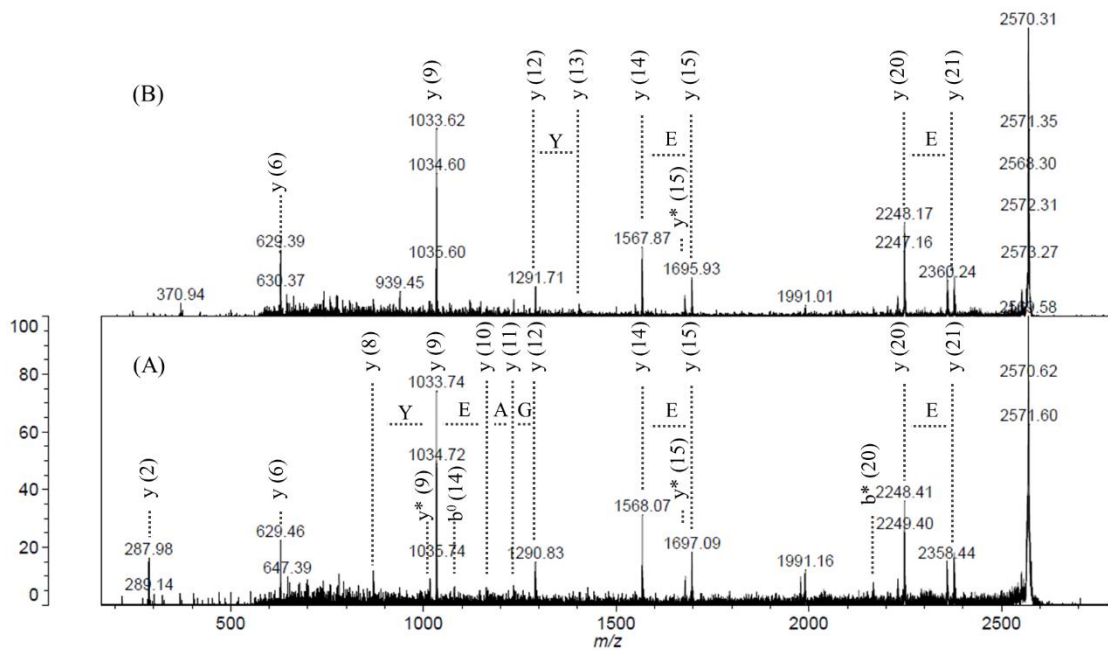 2570.31
y (9)
y (12)
y (13)
y (14)
y (15)
y (20)
y (21)
(B)
1033.62
2571.35
Y
E
E
1034.60
2568.30
y (6)
y* (15)
2572.31
2248.17
629.39
1035.60
1567.87
2247.16
2573.27
630.37
939.45
1291.71
1695.93
2360.24
370.94
1991.01
100
y (8)
y (9)
y (10)
y (11)
y (12)
y (14)
y (15)
y (20)
y (21)
(A)
1033.74
2570.62
80
2571.60
Y
E
A
G
E
E
60
1034.72
y (2)
y (6)
y* (9)
b⁰ (14)
y* (15)
b* (20)
40
2248.41
1568.07
629.46
2249.40
20
287.98
1035.74
1290.83
1697.09
2358.44
647.39
1991.16
289.14
0
500
1000
1500
2000
2500
m/z